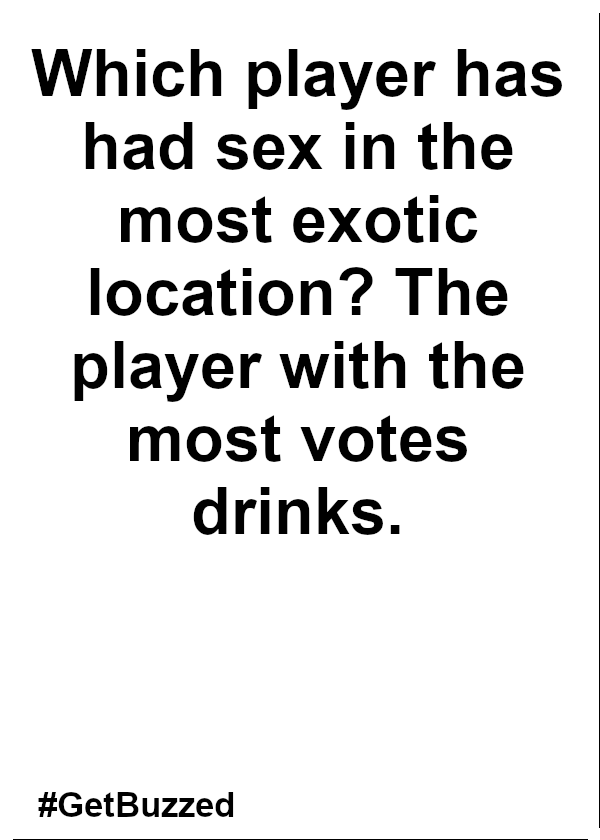 Which player has
had sex in the
most exotic
location? The
player with the
most votes
drinks.
#GetBuzzed